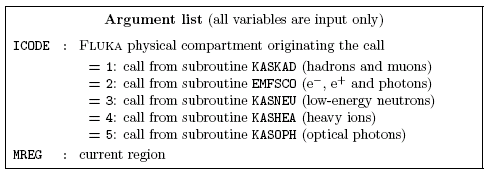 Argument list (all variables are input only)
ICODE : FLUKA physical compartment originating the call
= 1: call from subroutine KASKAD (hadrons and muons)
= 2: call from subroutine EMFSCO (e⁻, e⁺ and photons)
= 3: call from subroutine KASNEU (low-energy neutrons)
= 4: call from subroutine KASHEA (heavy ions)
= 5: call from subroutine KASOPH (optical photons)
MREG : current region